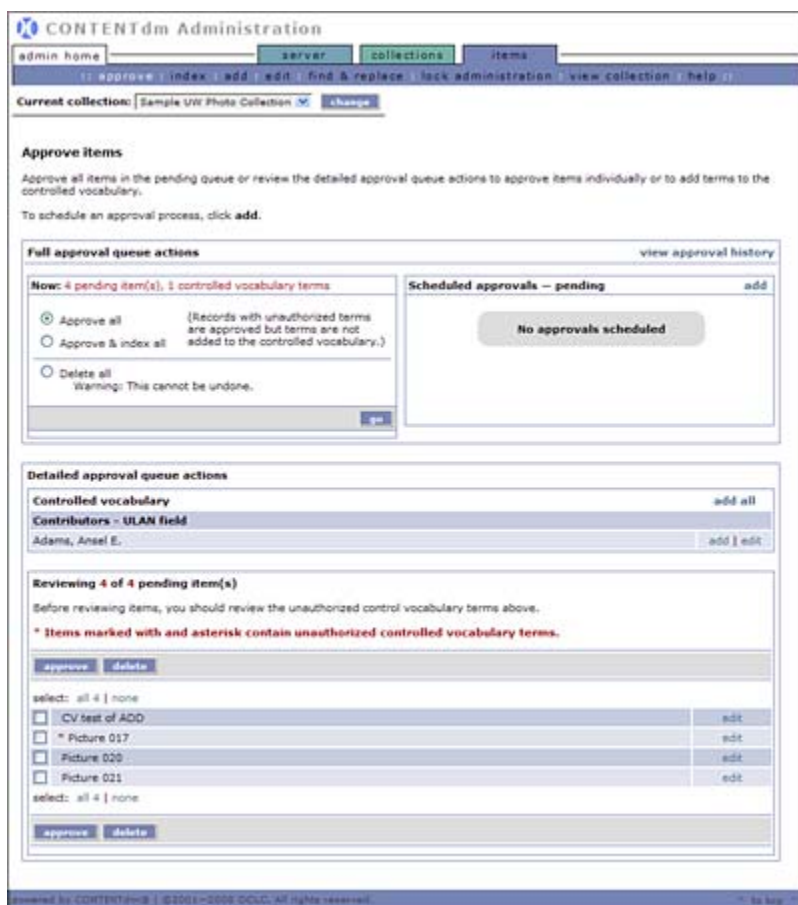 CONTENTdm Administration
admin home server collections items
:: approve | index | add | edit | find & replace | lock administration | view collection | help ::
Current collection: Sample UW Photo Collection change
Approve items
Approve all items in the pending queue or review the detailed approval queue actions to approve items individually or to add terms to the
controlled vocabulary.
To schedule an approval process, click add.
Full approval queue actions view approval history
Now: 4 pending item(s), 1 controlled vocabulary terms
Approve all
Approve & index all
(Records with unauthorized terms
are approved but terms are not
added to the controlled vocabulary.)
Delete all
Warning: This cannot be undone.
go
Scheduled approvals — pending add
No approvals scheduled
Detailed approval queue actions
Controlled vocabulary add all
Contributors - ULAN field
Adams, Ansel E. add | edit
Reviewing 4 of 4 pending item(s)
Before reviewing items, you should review the unauthorized control vocabulary terms above.
* Items marked with and asterisk contain unauthorized controlled vocabulary terms.
approve delete
select: all 4 | none
CV test of ADD edit
* Picture 017 edit
Picture 020 edit
Picture 021 edit
select: all 4 | none
approve delete
powered by CONTENTdm® | ©2001-2008 OCLC. All rights reserved. ^ to top ^